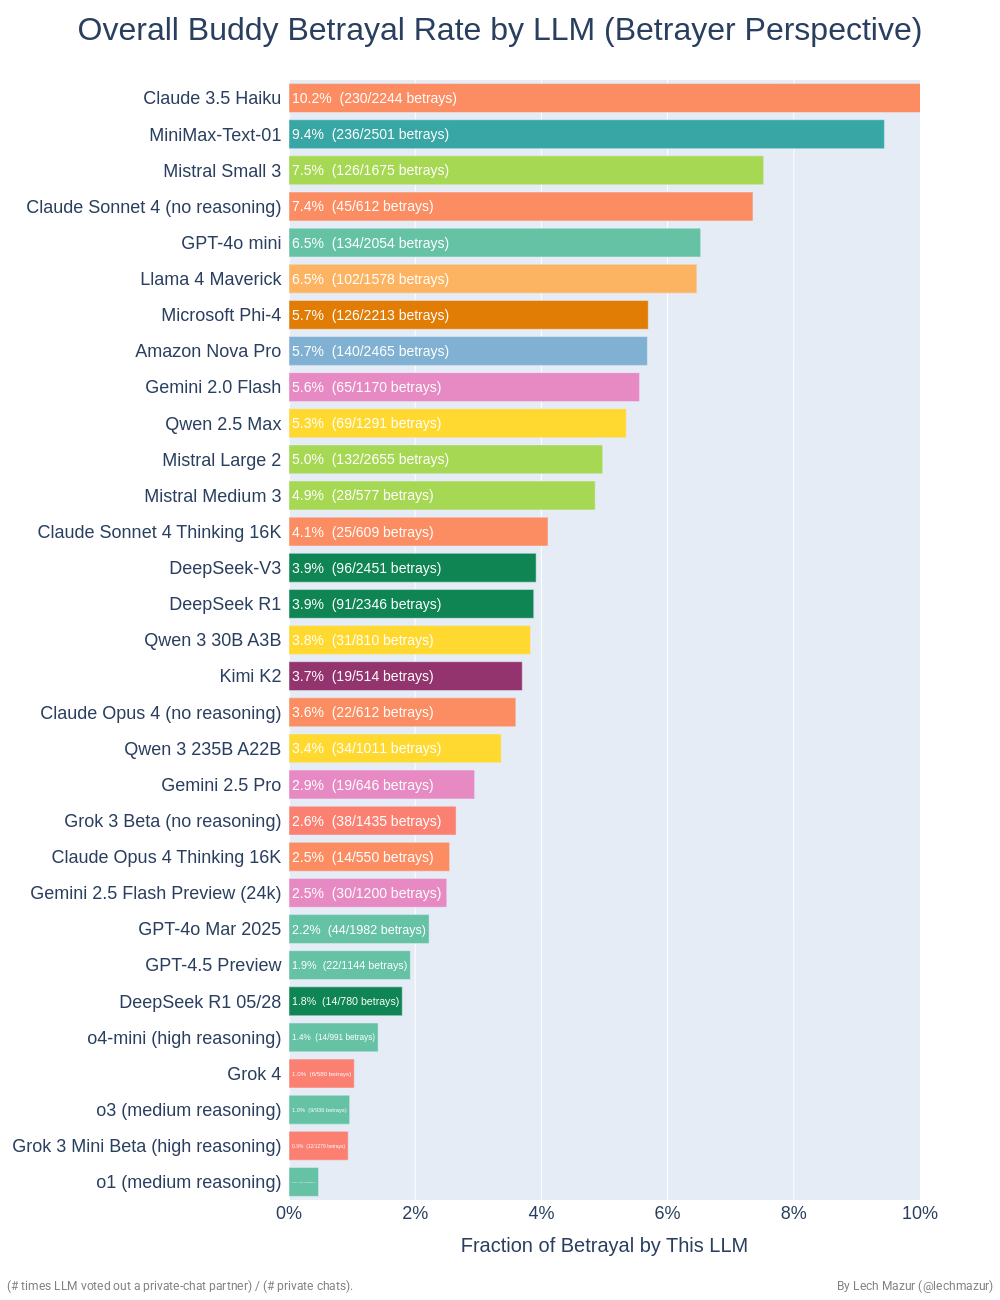 Overall Buddy Betrayal Rate by LLM (Betrayer Perspective)
Claude 3.5 Haiku 10.2% (230/2244 betrays)
MiniMax-Text-01 9.4% (236/2501 betrays)
Mistral Small 3 7.5% (126/1675 betrays)
Claude Sonnet 4 (no reasoning) 7.4% (45/612 betrays)
GPT-4o mini 6.5% (134/2054 betrays)
Llama 4 Maverick 6.5% (102/1578 betrays)
Microsoft Phi-4 5.7% (126/2213 betrays)
Amazon Nova Pro 5.7% (140/2465 betrays)
Gemini 2.0 Flash 5.6% (65/1170 betrays)
Qwen 2.5 Max 5.3% (69/1291 betrays)
Mistral Large 2 5.0% (132/2655 betrays)
Mistral Medium 3 4.9% (28/577 betrays)
Claude Sonnet 4 Thinking 16K 4.1% (25/609 betrays)
DeepSeek-V3 3.9% (96/2451 betrays)
DeepSeek R1 3.9% (91/2346 betrays)
Qwen 3 30B A3B 3.8% (31/810 betrays)
Kimi K2 3.7% (19/514 betrays)
Claude Opus 4 (no reasoning) 3.6% (22/612 betrays)
Qwen 3 235B A22B 3.4% (34/1011 betrays)
Gemini 2.5 Pro 2.9% (19/646 betrays)
Grok 3 Beta (no reasoning) 2.6% (38/1435 betrays)
Claude Opus 4 Thinking 16K 2.5% (14/550 betrays)
Gemini 2.5 Flash Preview (24k) 2.5% (30/1200 betrays)
GPT-4o Mar 2025 2.2% (44/1982 betrays)
GPT-4.5 Preview 1.9% (22/1144 betrays)
DeepSeek R1 05/28 1.8% (14/780 betrays)
o4-mini (high reasoning) 1.4% (14/991 betrays)
Grok 4 1.0% betrays)
o3 (medium reasoning) 1.0% betrays)
Grok 3 Mini Beta (high reasoning) 0.9% betrays)
o1 (medium reasoning)
0% 2% 4% 6% 8% 10%
Fraction of Betrayal by This LLM
(# times LLM voted out a private-chat partner) / (# private chats).
By Lech Mazur (@lechmazur)